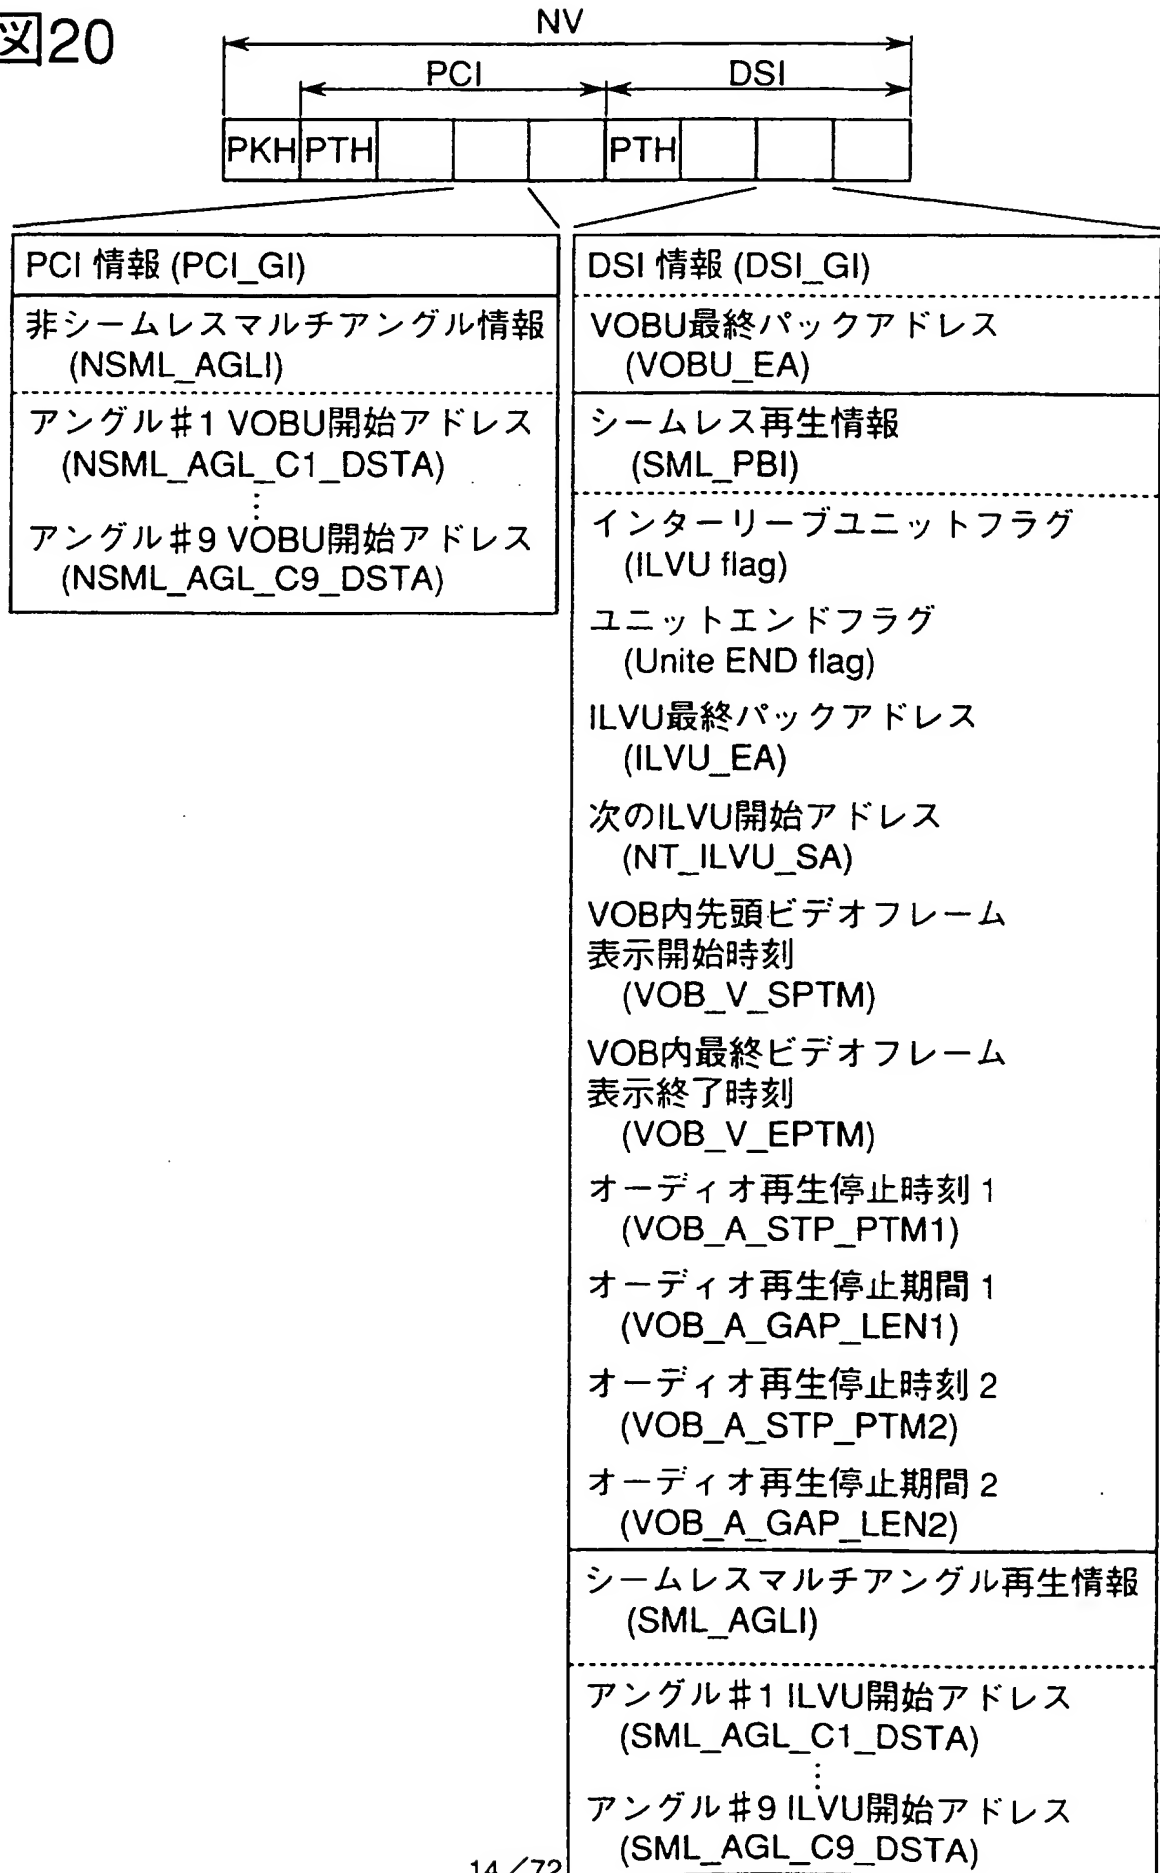 図20
NV
PCI
DSI
PKH
PTH
PTH
PCI 情報 (PCI_GI)
非シームレスマルチアングル情報
(NSML_AGLI)
アングル#1 VOBU開始アドレス
(NSML_AGL_C1_DSTA)
⋮
アングル#9 VOBU開始アドレス
(NSML_AGL_C9_DSTA)
DSI 情報 (DSI_GI)
VOBU最終パックアドレス
(VOBU_EA)
シームレス再生情報
(SML_PBI)
インターリーブユニットフラグ
(ILVU flag)
ユニットエンドフラグ
(Unite END flag)
ILVU最終パックアドレス
(ILVU_EA)
次のILVU開始アドレス
(NT_ILVU_SA)
VOB内先頭ビデオフレーム
表示開始時刻
(VOB_V_SPTM)
VOB内最終ビデオフレーム
表示終了時刻
(VOB_V_EPTM)
オーディオ再生停止時刻 1
(VOB_A_STP_PTM1)
オーディオ再生停止期間 1
(VOB_A_GAP_LEN1)
オーディオ再生停止時刻 2
(VOB_A_STP_PTM2)
オーディオ再生停止期間 2
(VOB_A_GAP_LEN2)
シームレスマルチアングル再生情報
(SML_AGLI)
アングル#1 ILVU開始アドレス
(SML_AGL_C1_DSTA)
⋮
アングル#9 ILVU開始アドレス
(SML_AGL_C9_DSTA)
14/72